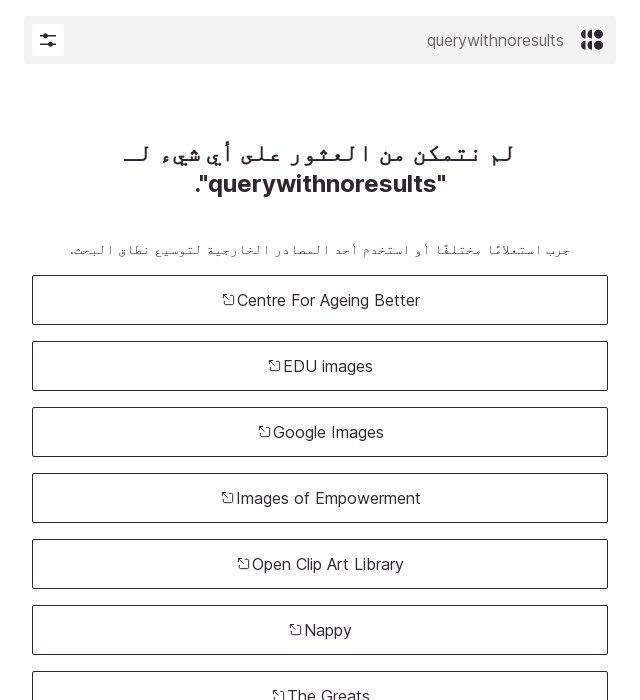 querywithnoresults
لم نتمكن من العثور على أي شيء لـ
"querywithnoresults".
جرب استعلامًا مختلفًا أو استخدم أحد المصادر الخارجية لتوسيع نطاق البحث.
Centre For Ageing Better
EDU images
Google Images
Images of Empowerment
Open Clip Art Library
Nappy
The Greats